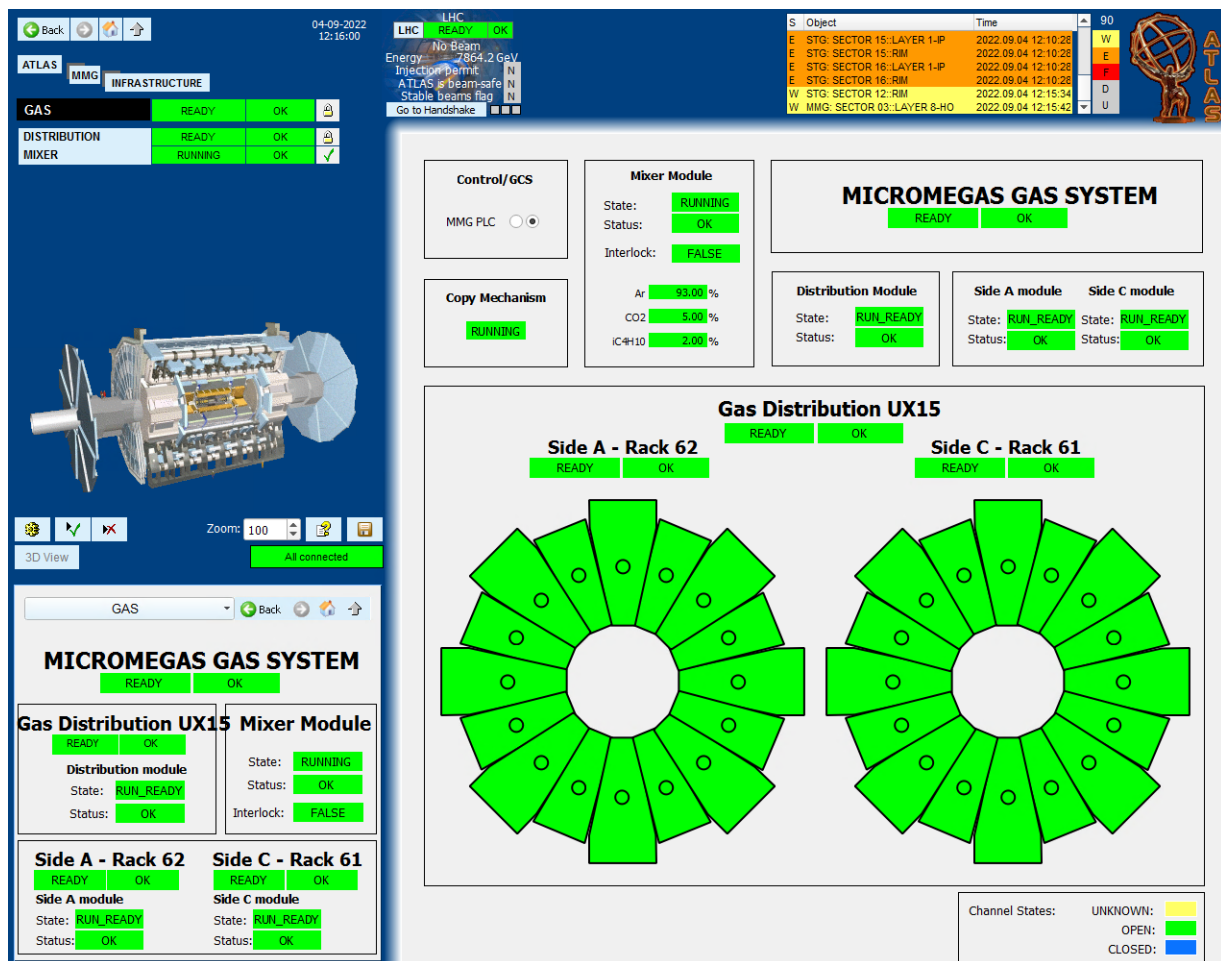 Back
04-09-2022
12:16:00
ATLAS
MMG
INFRASTRUCTURE
GAS READY OK
DISTRIBUTION READY OK
MIXER RUNNING OK
LHC
LHC READY OK
No Beam
Energy 7864.2 GeV
Injection permit N
ATLAS is beam-safe N
Stable beams flag N
Go to Handshake
S Object Time
E STG: SECTOR 15::LAYER 1-IP 2022.09.04 12:10:28
E STG: SECTOR 15::RIM 2022.09.04 12:10:28
E STG: SECTOR 16::LAYER 1-IP 2022.09.04 12:10:28
E STG: SECTOR 16::RIM 2022.09.04 12:10:28
W STG: SECTOR 12::RIM 2022.09.04 12:15:34
W MMG: SECTOR 03::LAYER 8-HO 2022.09.04 12:15:42
90
W
E
F
D
U
ATLAS
Zoom: 100
3D View
All connected
GAS
Back
MICROMEGAS GAS SYSTEM
READY OK
Gas Distribution UX15
READY OK
Distribution module
State: RUN_READY
Status: OK
Mixer Module
State: RUNNING
Status: OK
Interlock: FALSE
Side A - Rack 62
READY OK
Side A module
State: RUN_READY
Status: OK
Side C - Rack 61
READY OK
Side C module
State: RUN_READY
Status: OK
Control/GCS
MMG PLC
Copy Mechanism
RUNNING
Mixer Module
State: RUNNING
Status: OK
Interlock: FALSE
Ar 93.00 %
CO2 5.00 %
iC4H10 2.00 %
MICROMEGAS GAS SYSTEM
READY OK
Distribution Module
State: RUN_READY
Status: OK
Side A module
State: RUN_READY
Status: OK
Side C module
State: RUN_READY
Status: OK
Gas Distribution UX15
READY OK
Side A - Rack 62
READY OK
Side C - Rack 61
READY OK
Channel States: UNKNOWN:
OPEN:
CLOSED: